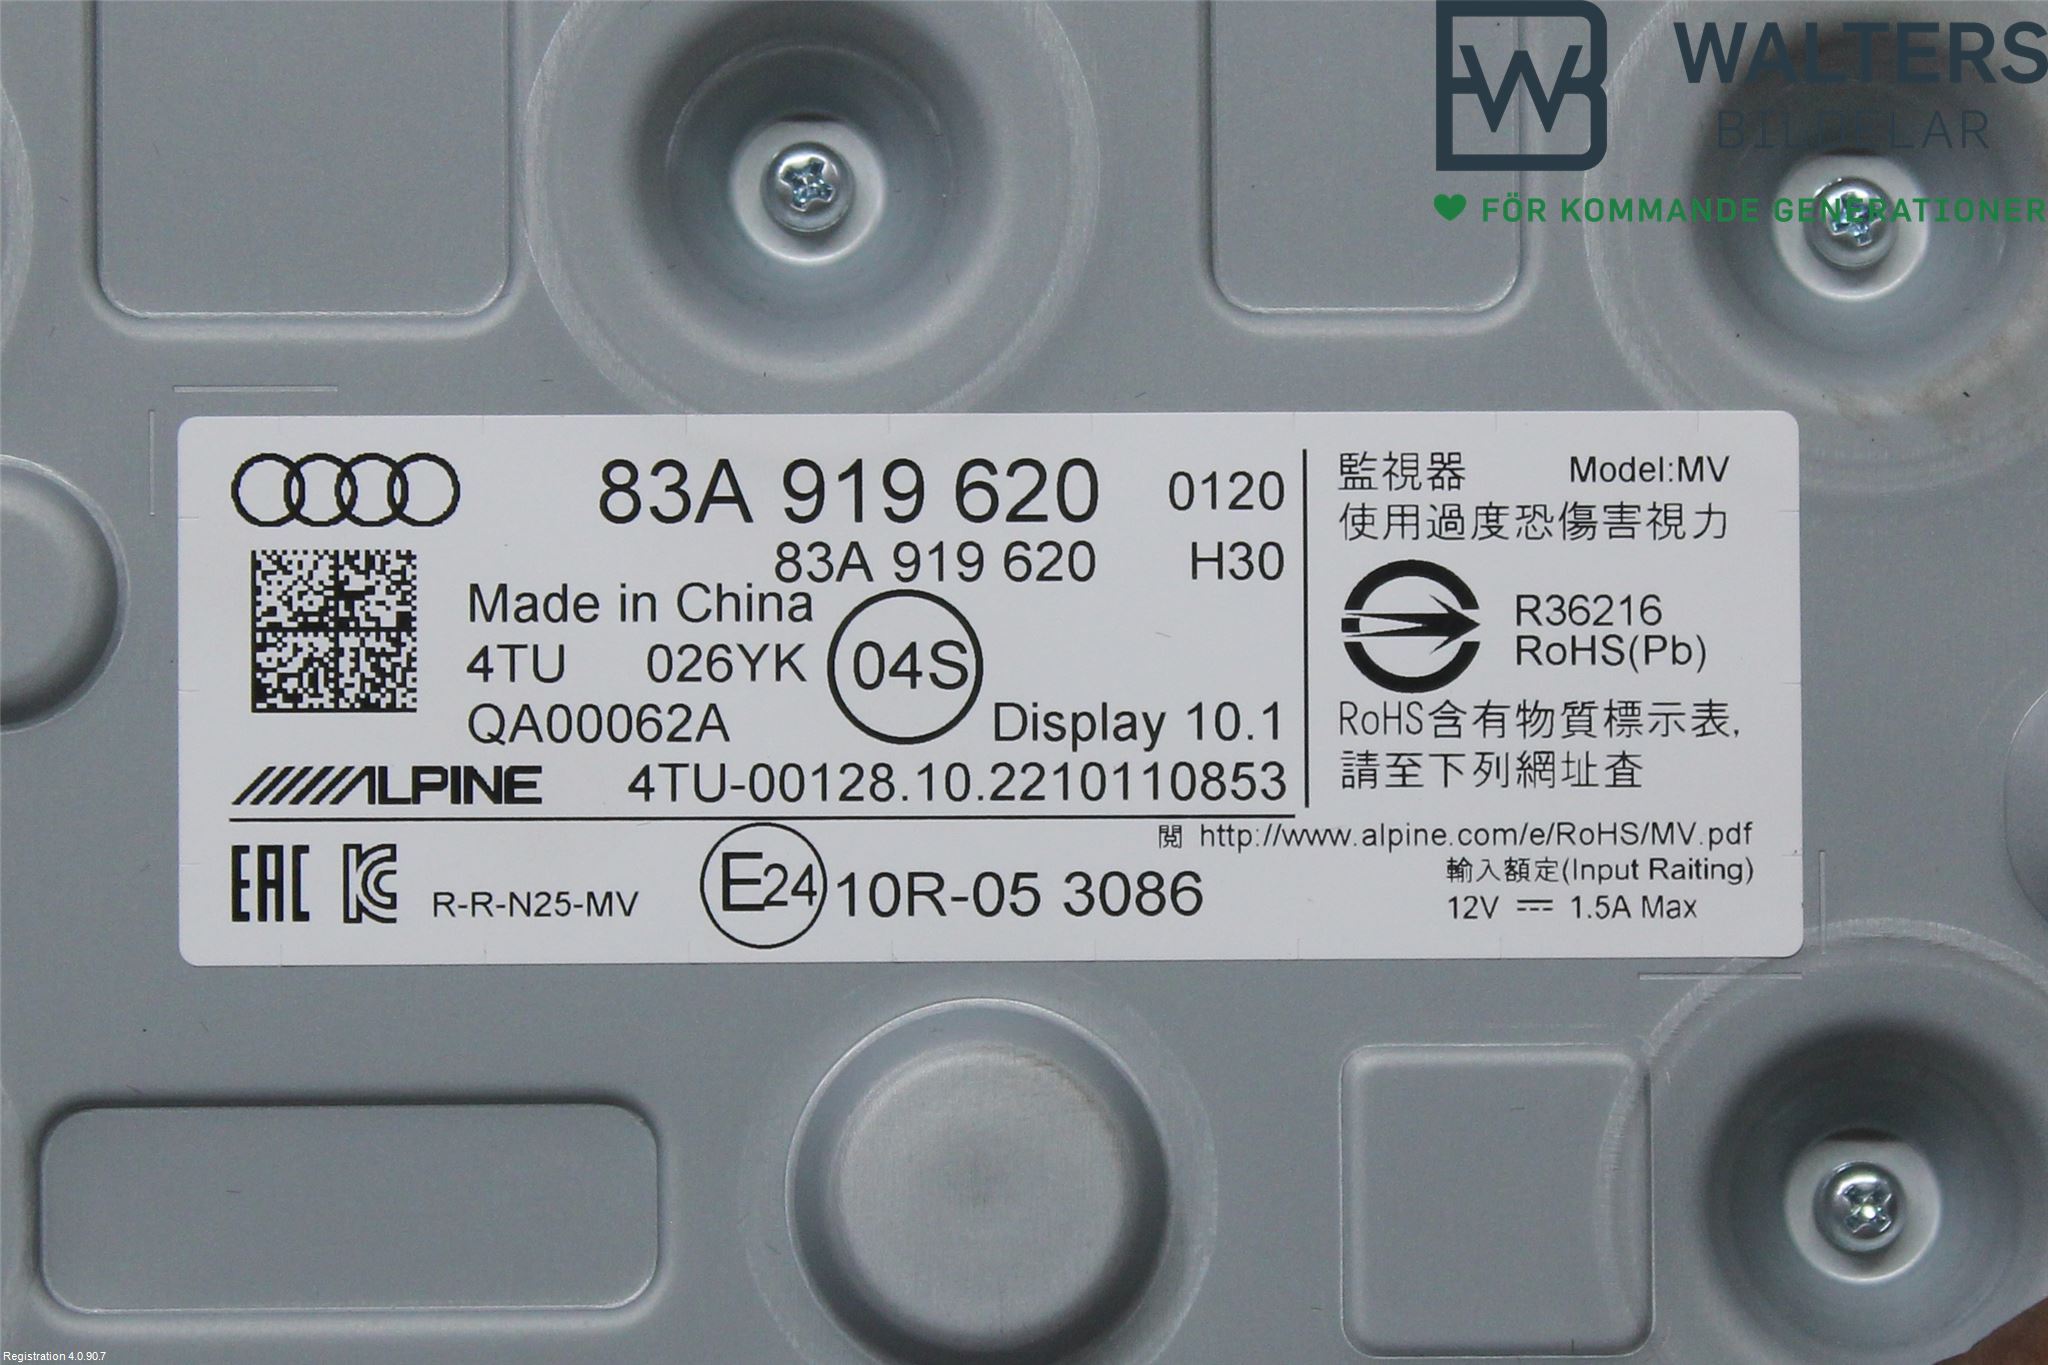 WALTERS
BILDELAR
FÖR KOMMANDE GENERATIONER
83A 919 620 0120
83A 919 620 H30
Made in China
4TU 026YK 04S
QA00062A Display 10.1
ALPINE 4TU-00128.10.2210110853
監視器 Model:MV
使用過度恐傷害視力
R36216
RoHS(Pb)
RoHS含有物質標示表,
請至下列網址查
閱 http://www.alpine.com/e/RoHS/MV.pdf
輸入額定(Input Raiting)
12V ⎓ 1.5A Max
EAC KC R-R-N25-MV E24 10R-05 3086
Registration 4.0.90.7